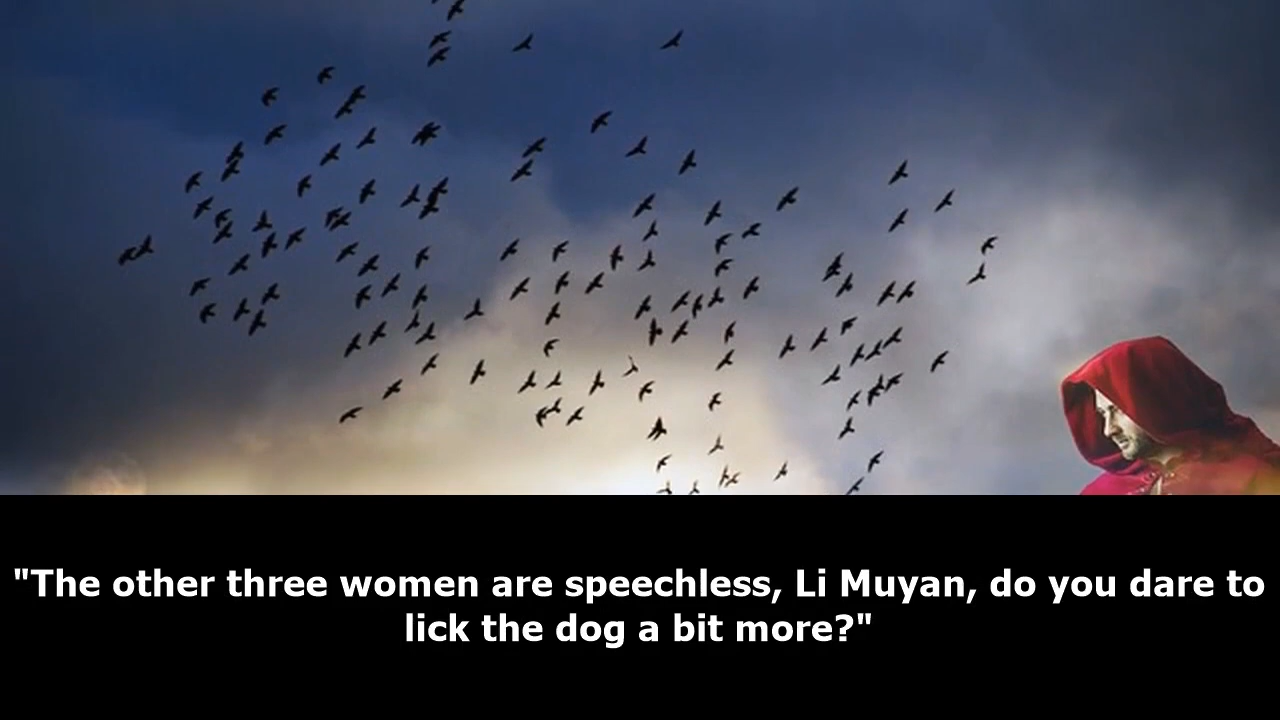 "The other three women are speechless, Li Muyan, do you dare to
lick the dog a bit more?"